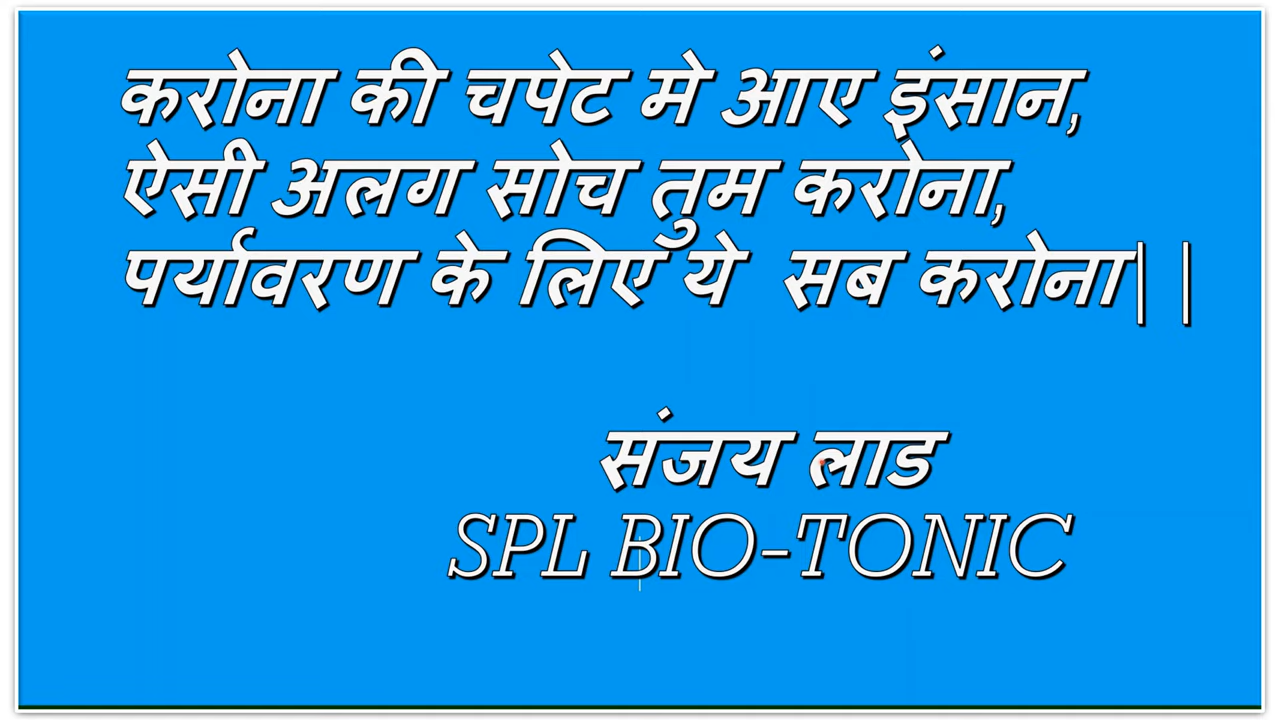 करोना की चपेट मे आए इंसान,
ऐसी अलग सोच तुम करोना,
पर्यावरण के लिए ये सब करोना||
संजय लाड
SPL BIO-TONIC